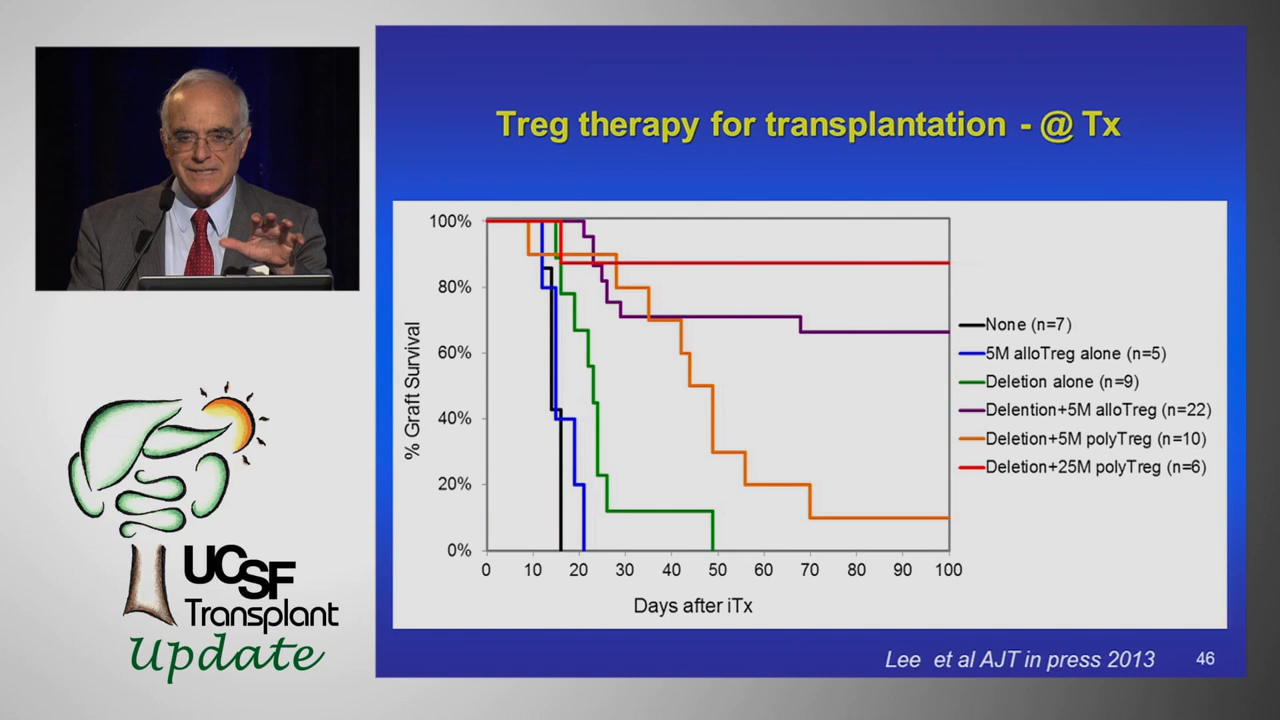 Treg therapy for transplantation - @ Tx
100%
80%
60%
40%
20%
0%
% Graft Survival
0 10 20 30 40 50 60 70 80 90 100
Days after iTx
None (n=7)
5M alloTreg alone (n=5)
Deletion alone (n=9)
Delention+5M alloTreg (n=22)
Deletion+5M polyTreg (n=10)
Deletion+25M polyTreg (n=6)
Lee et al AJT in press 2013
46
UCSF
Transplant
Update